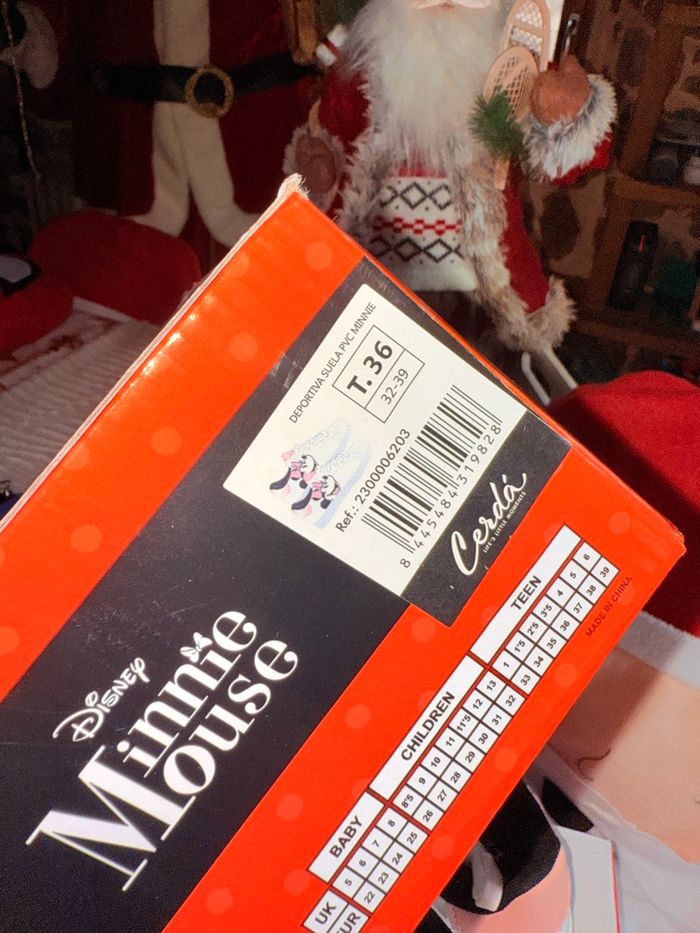 DEPORTIVA SUELA PVC MINNIE
T. 36
32-39
Ref.: 2300006203
8 445484 319828
Cerdá
LIFE'S LITTLE MOMENTS
Disney
Minnie
Mouse
BABY CHILDREN TEEN
UK 5 6 7 8 8'5 9 10 11 11'5 12 13 1 1'5 2'5 3'5 4 5 6
EUR 22 23 24 25 26 27 28 29 30 31 32 33 34 35 36 37 38 39
MADE IN CHINA